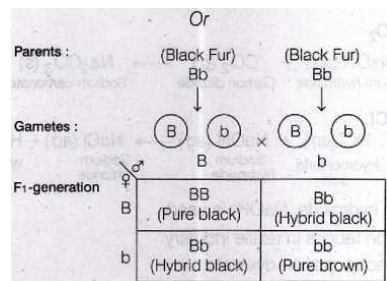 Or
Parents :
(Black Fur) (Black Fur)
Bb Bb
Gametes :
B b × B b
♂ B b
♀
F₁-generation
B BB Bb
(Pure black) (Hybrid black)
b Bb bb
(Hybrid black) (Pure brown)